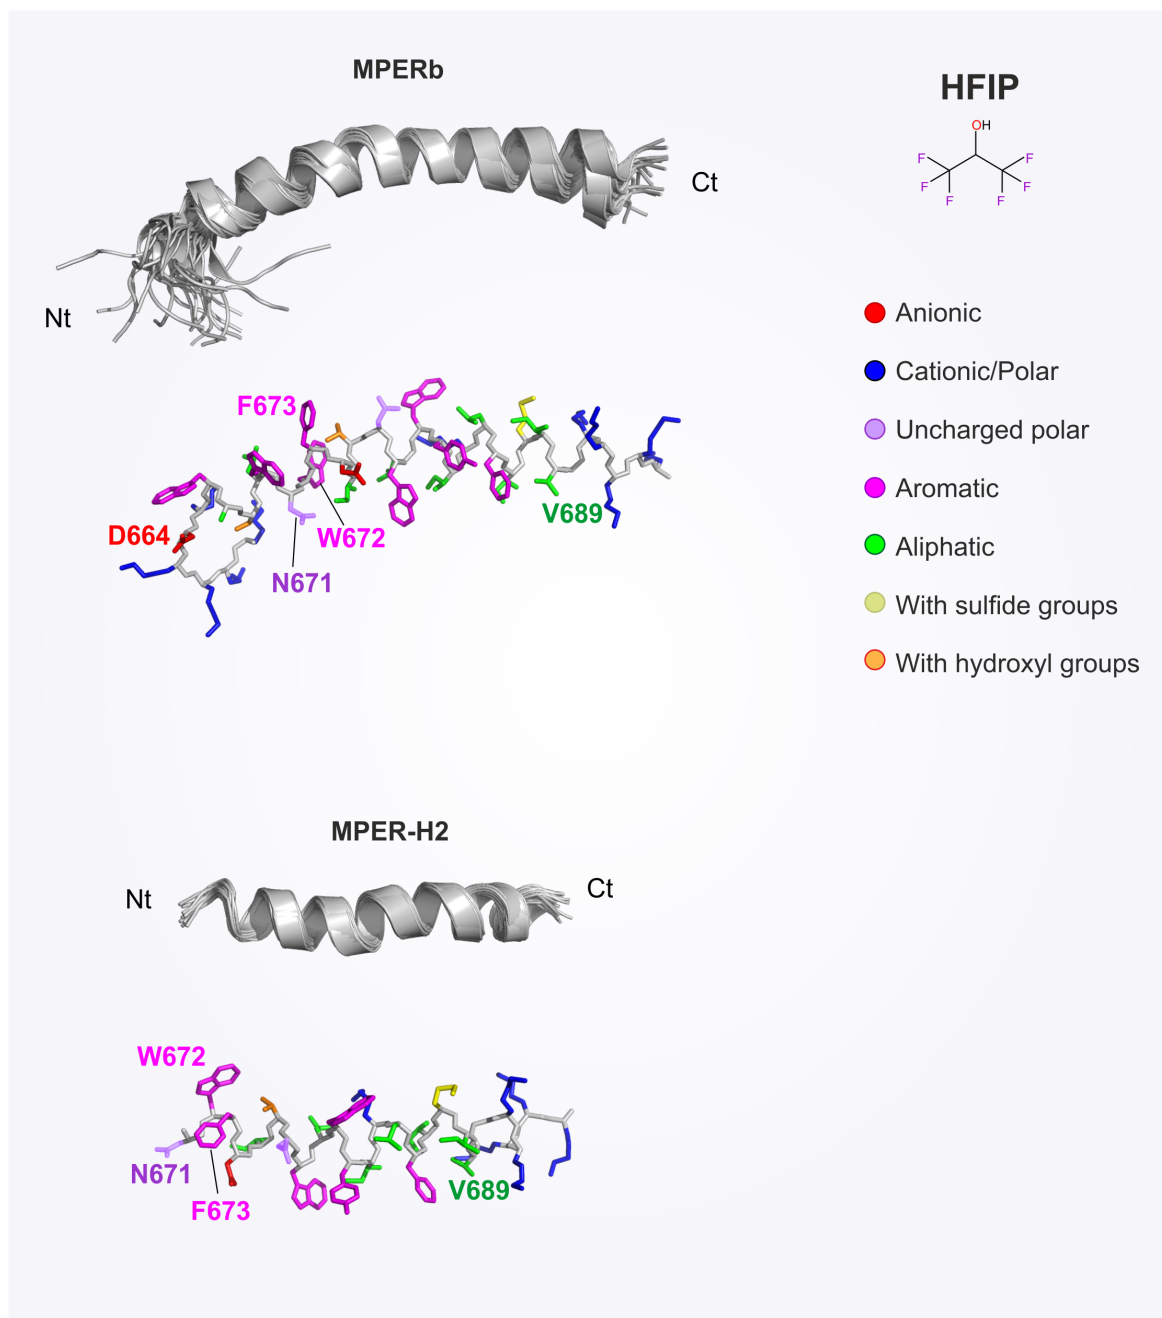 MPERb
HFIP
OH
F
F
F
F
F
F
Ct
Nt
Anionic
Cationic/Polar
Uncharged polar
Aromatic
Aliphatic
With sulfide groups
With hydroxyl groups
F673
D664
V689
W672
N671
MPER-H2
Nt
Ct
W672
N671
V689
F673